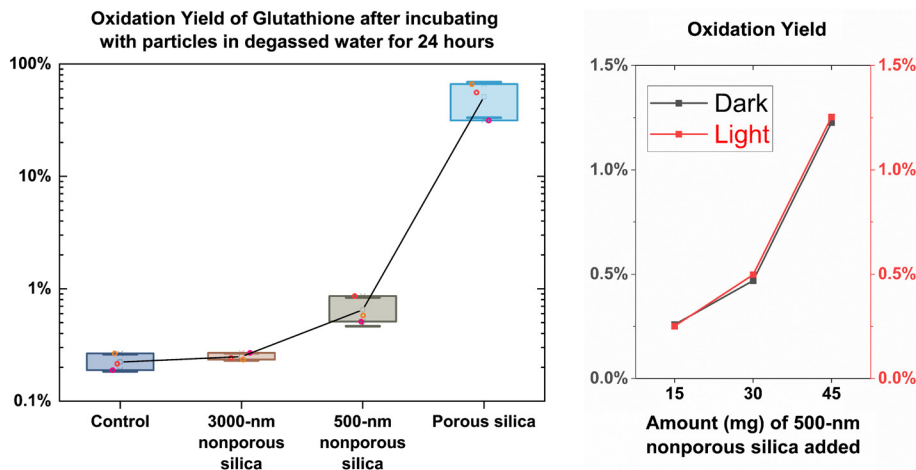 Oxidation Yield of Glutathione after incubating
with particles in degassed water for 24 hours
100%
10%
1%
0.1%
Control
3000-nm
nonporous
silica
500-nm
nonporous
silica
Porous silica
Oxidation Yield
1.5%
1.0%
0.5%
0.0%
Dark
Light
1.5%
1.0%
0.5%
0.0%
15
30
45
Amount (mg) of 500-nm
nonporous silica added